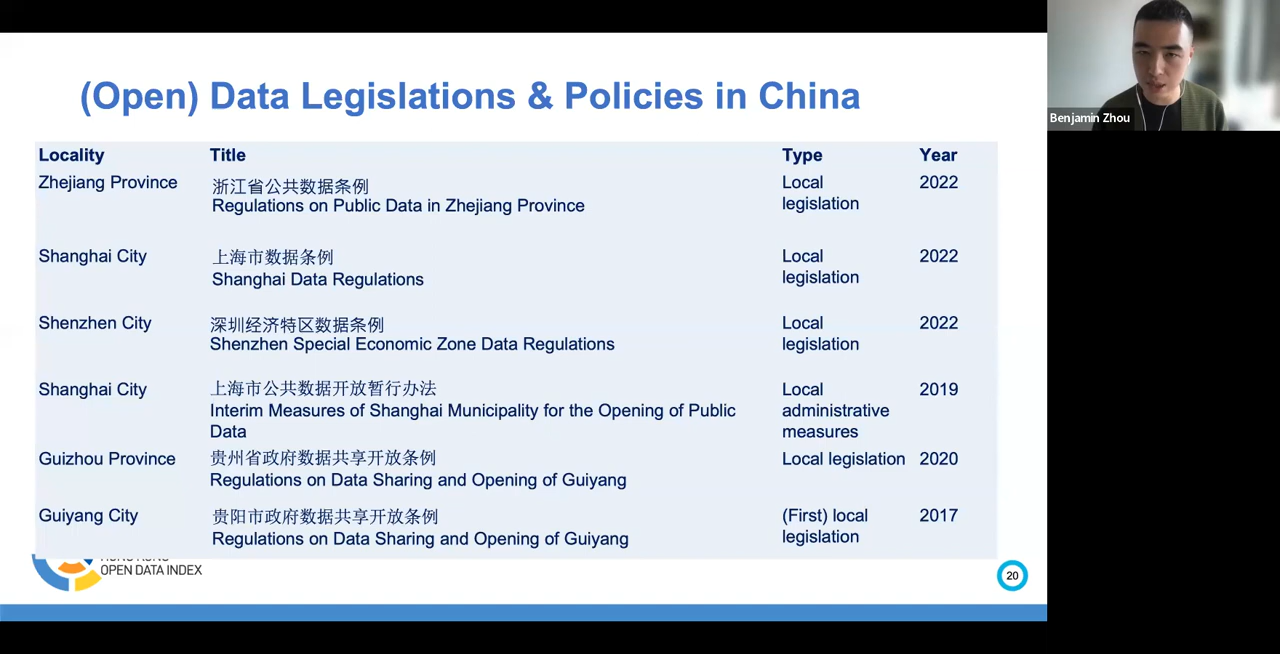 (Open) Data Legislations & Policies in China
Benjamin Zhou
Locality Title Type Year
Zhejiang Province 浙江省公共数据条例 Local 2022
Regulations on Public Data in Zhejiang Province legislation
Shanghai City 上海市数据条例 Local 2022
Shanghai Data Regulations legislation
Shenzhen City 深圳经济特区数据条例 Local 2022
Shenzhen Special Economic Zone Data Regulations legislation
Shanghai City 上海市公共数据开放暂行办法 Local 2019
Interim Measures of Shanghai Municipality for the Opening of Public administrative
Data measures
Guizhou Province 贵州省政府数据共享开放条例 Local legislation 2020
Regulations on Data Sharing and Opening of Guiyang
Guiyang City 贵阳市政府数据共享开放条例 (First) local 2017
Regulations on Data Sharing and Opening of Guiyang legislation
OPEN DATA INDEX
20